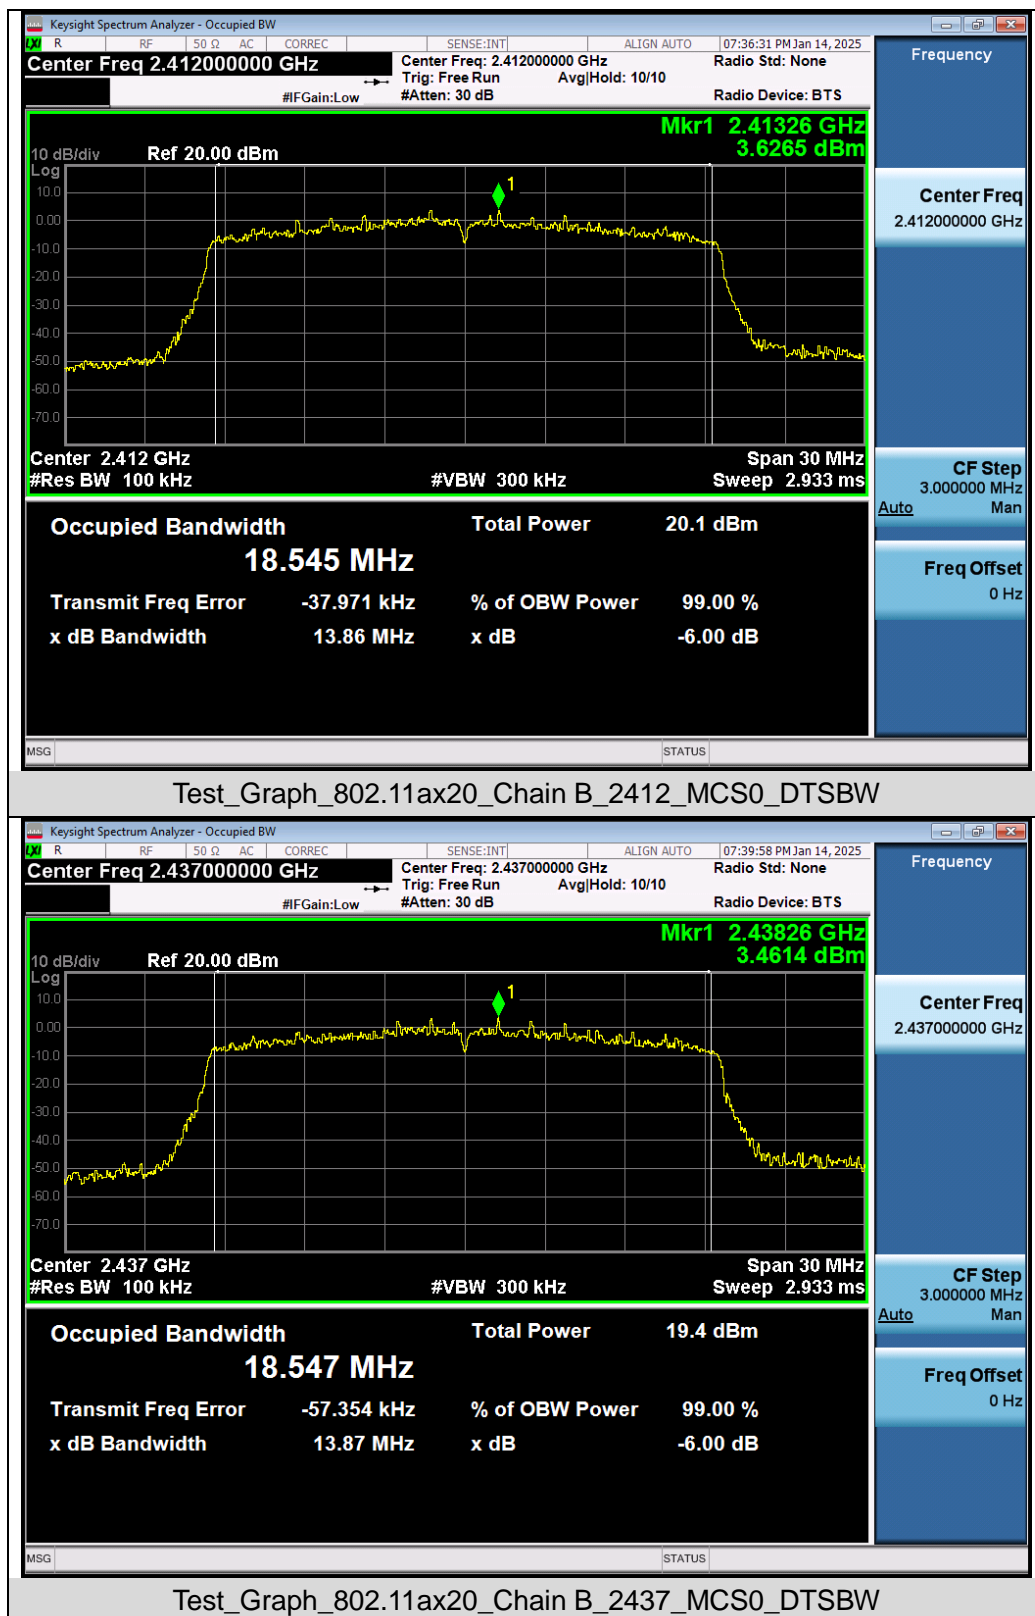 Keysight Spectrum Analyzer - Occupied BW
LXI R RF 50 Ω AC CORREC SENSE:INT ALIGN AUTO 07:36:31 PM Jan 14, 2025
Center Freq 2.412000000 GHz Center Freq: 2.412000000 GHz Radio Std: None
Trig: Free Run Avg|Hold: 10/10
#IFGain:Low #Atten: 30 dB Radio Device: BTS
Frequency
Mkr1 2.41326 GHz
3.6265 dBm
10 dB/div Ref 20.00 dBm
Log
10.0
0.00
-10.0
-20.0
-30.0
-40.0
-50.0
-60.0
-70.0
1
Center 2.412 GHz Span 30 MHz
#Res BW 100 kHz #VBW 300 kHz Sweep 2.933 ms
Center Freq
2.412000000 GHz
CF Step
3.000000 MHz
Auto Man
Freq Offset
0 Hz
Occupied Bandwidth Total Power 20.1 dBm
18.545 MHz
Transmit Freq Error -37.971 kHz % of OBW Power 99.00 %
x dB Bandwidth 13.86 MHz x dB -6.00 dB
MSG STATUS
Test_Graph_802.11ax20_Chain B_2412_MCS0_DTSBW
Keysight Spectrum Analyzer - Occupied BW
LXI R RF 50 Ω AC CORREC SENSE:INT ALIGN AUTO 07:39:58 PM Jan 14, 2025
Center Freq 2.437000000 GHz Center Freq: 2.437000000 GHz Radio Std: None
Trig: Free Run Avg|Hold: 10/10
#IFGain:Low #Atten: 30 dB Radio Device: BTS
Frequency
Mkr1 2.43826 GHz
3.4614 dBm
10 dB/div Ref 20.00 dBm
Log
10.0
0.00
-10.0
-20.0
-30.0
-40.0
-50.0
-60.0
-70.0
1
Center 2.437 GHz Span 30 MHz
#Res BW 100 kHz #VBW 300 kHz Sweep 2.933 ms
Center Freq
2.437000000 GHz
CF Step
3.000000 MHz
Auto Man
Freq Offset
0 Hz
Occupied Bandwidth Total Power 19.4 dBm
18.547 MHz
Transmit Freq Error -57.354 kHz % of OBW Power 99.00 %
x dB Bandwidth 13.87 MHz x dB -6.00 dB
MSG STATUS
Test_Graph_802.11ax20_Chain B_2437_MCS0_DTSBW